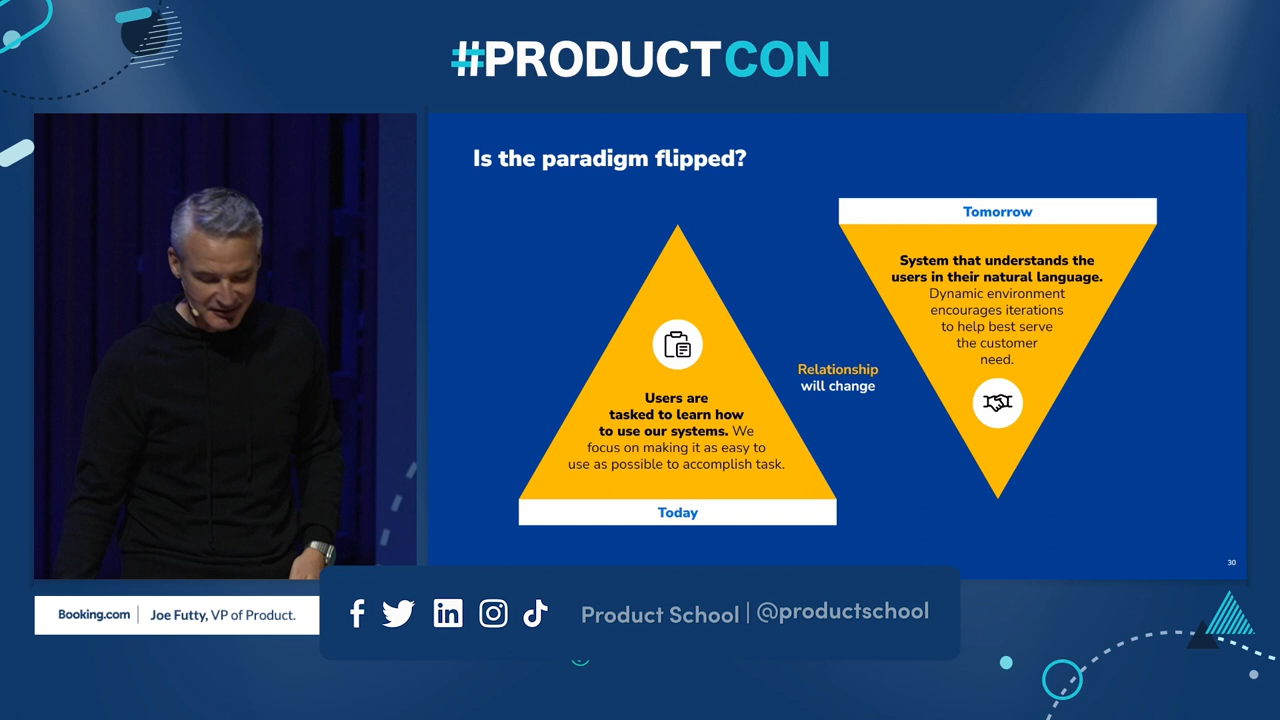 #PRODUCTCON
Is the paradigm flipped?
Tomorrow
System that understands the
users in their natural language.
Dynamic environment
encourages iterations
to help best serve
the customer
need.
Relationship
will change
Users are
tasked to learn how
to use our systems. We
focus on making it as easy to
use as possible to accomplish task.
Today
30
Booking.com | Joe Futty, VP of Product.
Product School | @productschool